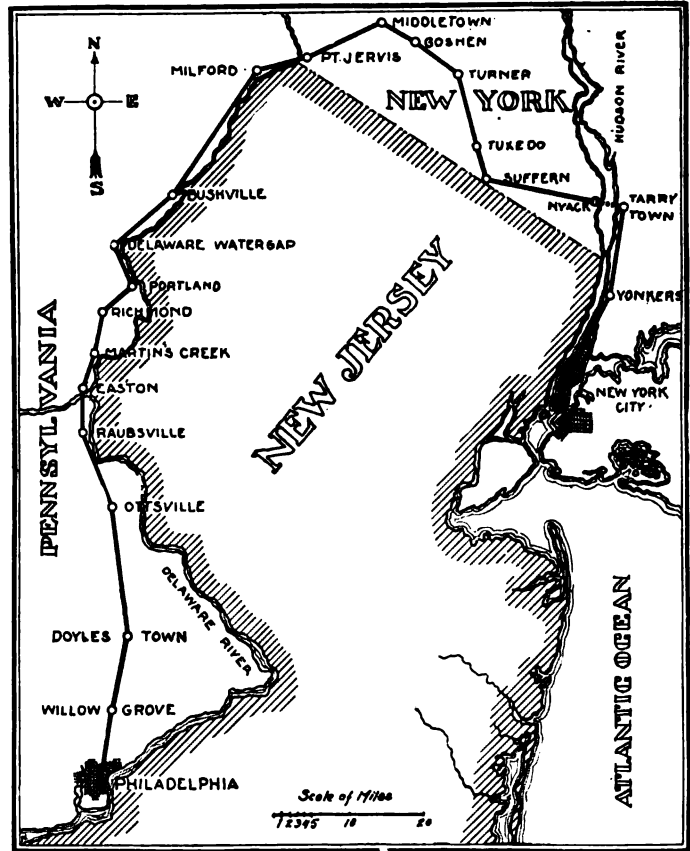 MIDDLETOWN
GOSHEN
PT. JERVIS
MILFORD
TURNER
N
W E
S
NEW YORK
HUDSON RIVER
TUXEDO
SUFFERN
BUSHVILLE
NYACK
TARRY
TOWN
DELAWARE WATERGAP
PORTLAND
RICHMOND
YONKERS
NEW JERSEY
MARTIN'S CREEK
EASTON
NEW YORK
CITY
RAUBSVILLE
PENNSYLVANIA
OTTSVILLE
DELAWARE RIVER
DOYLES TOWN
ATLANTIC OCEAN
WILLOW GROVE
PHILADELPHIA
Scale of Miles
1 2 3 4 5 10 20